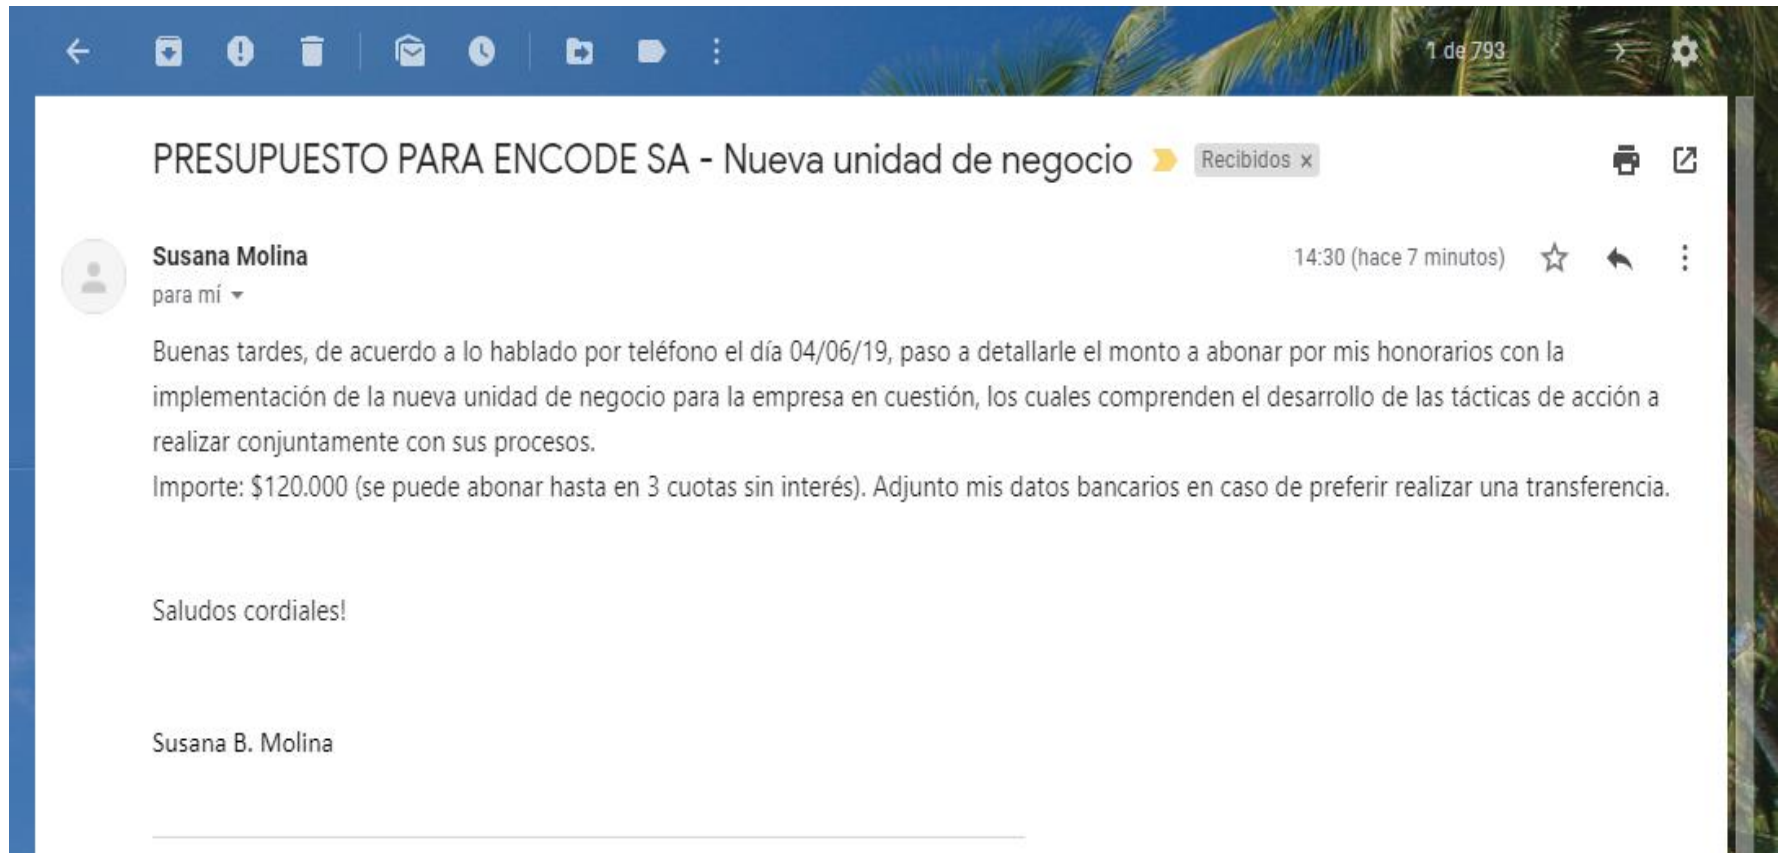 1 de 793
PRESUPUESTO PARA ENCODE SA - Nueva unidad de negocio
Recibidos x
Susana Molina
14:30 (hace 7 minutos)
para mí
Buenas tardes, de acuerdo a lo hablado por teléfono el día 04/06/19, paso a detallarle el monto a abonar por mis honorarios con la
implementación de la nueva unidad de negocio para la empresa en cuestión, los cuales comprenden el desarrollo de las tácticas de acción a
realizar conjuntamente con sus procesos.
Importe: $120.000 (se puede abonar hasta en 3 cuotas sin interés). Adjunto mis datos bancarios en caso de preferir realizar una transferencia.
Saludos cordiales!
Susana B. Molina